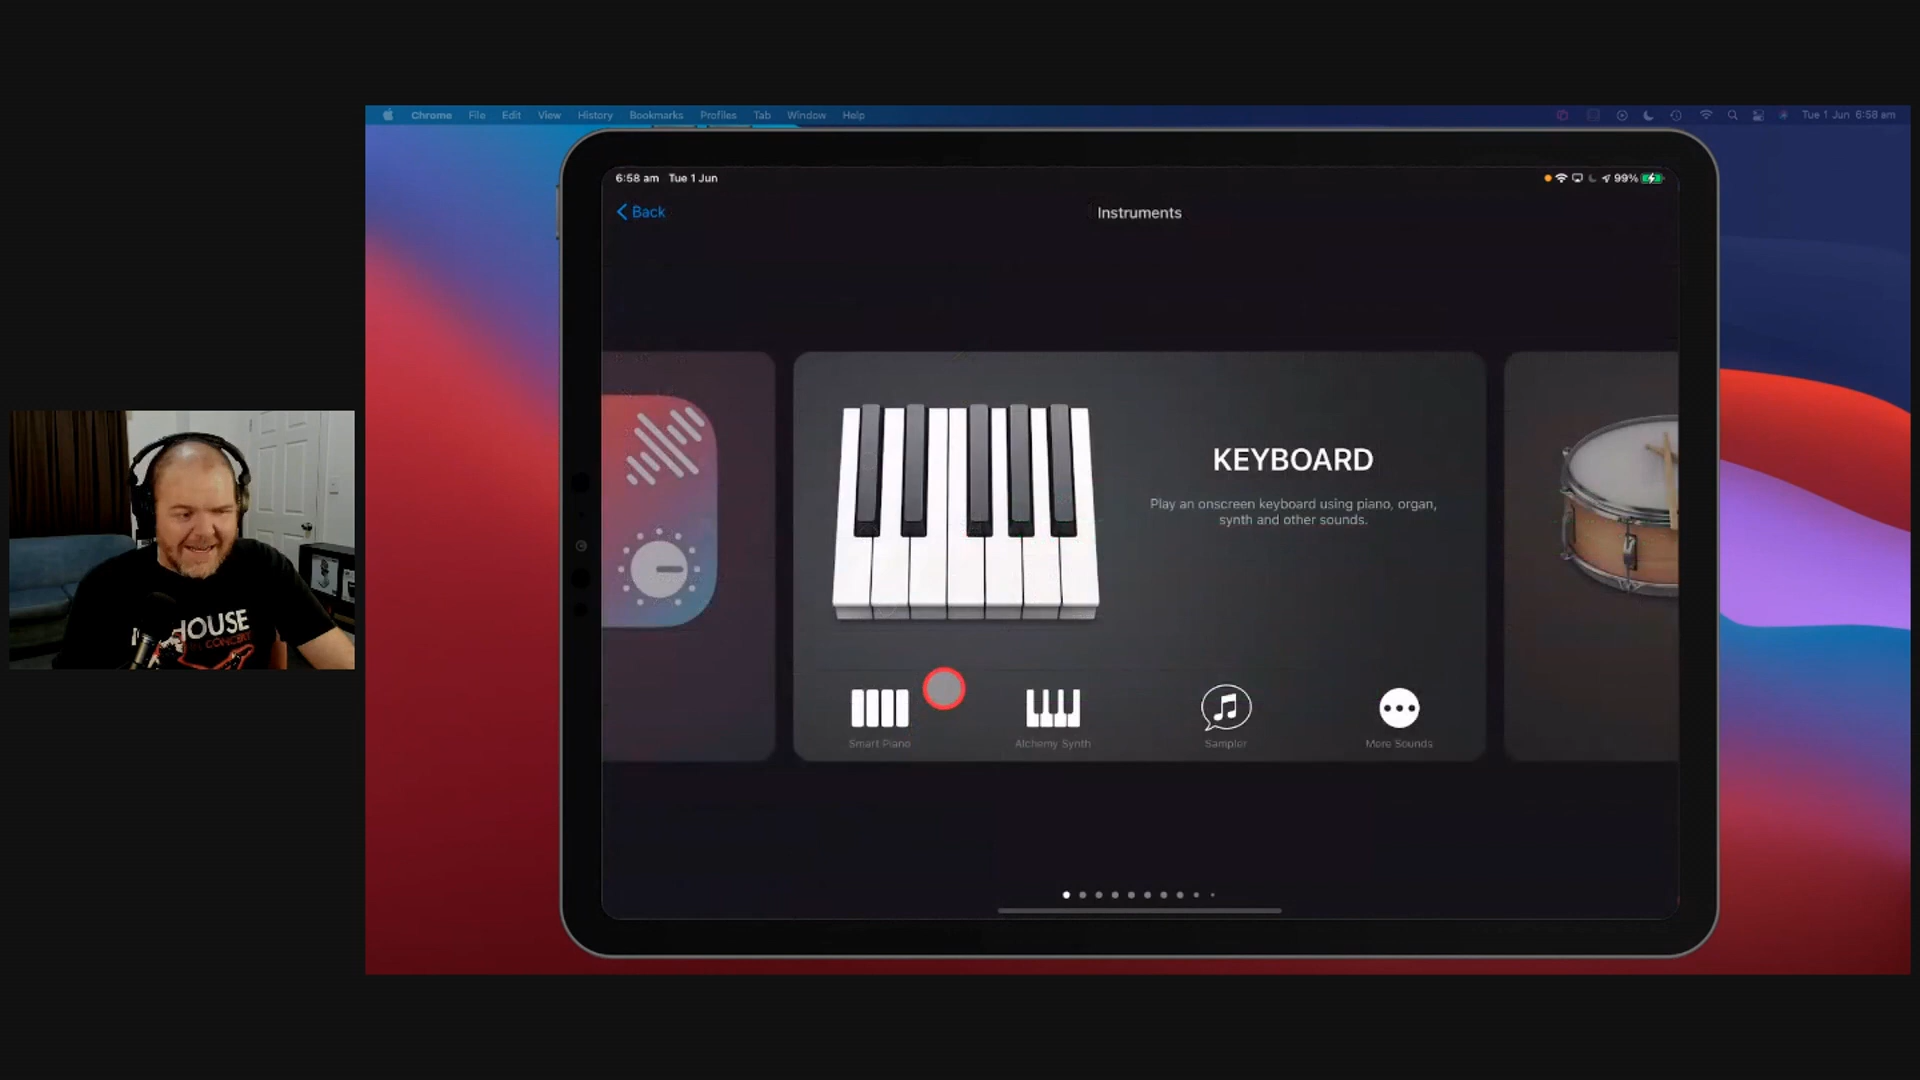 Chrome File Edit View History Bookmarks Profiles Tab Window Help Tue 1 Jun 6:58 am
6:58 am Tue 1 Jun 99%
Back Instruments
KEYBOARD
Play an onscreen keyboard using piano, organ,
synth and other sounds.
Smart Piano Alchemy Synth Sampler More Sounds
HOUSE
CONCERT